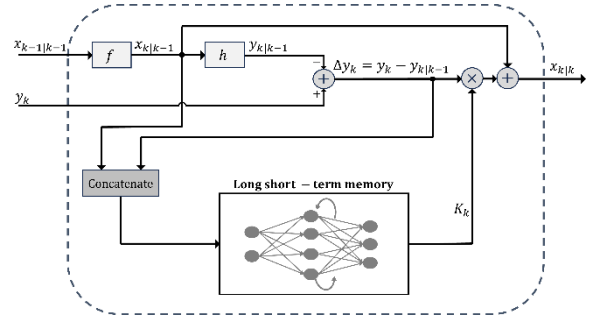 x_{k-1|k-1}
f
x_{k|k-1}
h
y_{k|k-1}
−
+
Δy_k = y_k − y_{k|k-1}
×
+
x_{k|k}
y_k
Concatenate
Long short − term memory
K_k